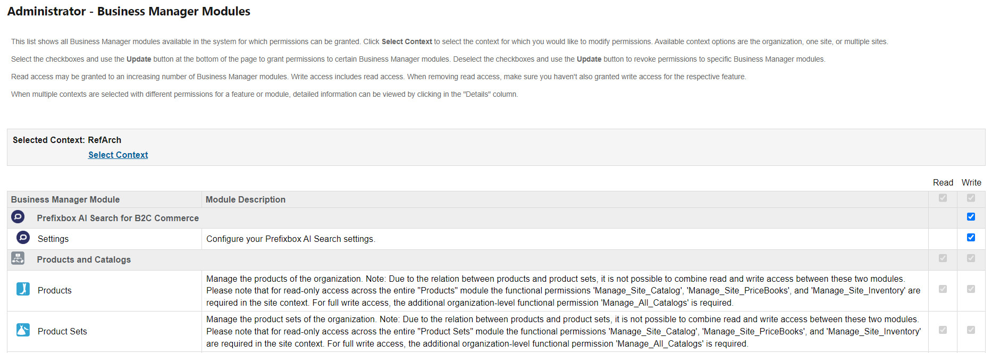 Administrator - Business Manager Modules
This list shows all Business Manager modules available in the system for which permissions can be granted. Click Select Context to select the context for which you would like to modify permissions. Available context options are the organization, one site, or multiple sites.
Select the checkboxes and use the Update button at the bottom of the page to grant permissions to certain Business Manager modules. Deselect the checkboxes and use the Update button to revoke permissions to specific Business Manager modules.
Read access may be granted to an increasing number of Business Manager modules. Write access includes read access. When removing read access, make sure you haven't also granted write access for the respective feature.
When multiple contexts are selected with different permissions for a feature or module, detailed information can be viewed by clicking in the "Details" column.
Selected Context: RefArch
Select Context
Read Write
Business Manager Module Module Description
Prefixbox AI Search for B2C Commerce
Settings Configure your Prefixbox AI Search settings.
Products and Catalogs
Products
Manage the products of the organization. Note: Due to the relation between products and product sets, it is not possible to combine read and write access between these two modules.
Please note that for read-only access across the entire "Products" module the functional permissions 'Manage_Site_Catalog', 'Manage_Site_PriceBooks', and 'Manage_Site_Inventory' are
required in the site context. For full write access, the additional organization-level functional permission 'Manage_All_Catalogs' is required.
Product Sets
Manage the product sets of the organization. Note: Due to the relation between products and product sets, it is not possible to combine read and write access between these two modules.
Please note that for read-only access across the entire "Product Sets" module the functional permissions 'Manage_Site_Catalog', 'Manage_Site_PriceBooks', and 'Manage_Site_Inventory'
are required in the site context. For full write access, the additional organization-level functional permission 'Manage_All_Catalogs' is required.